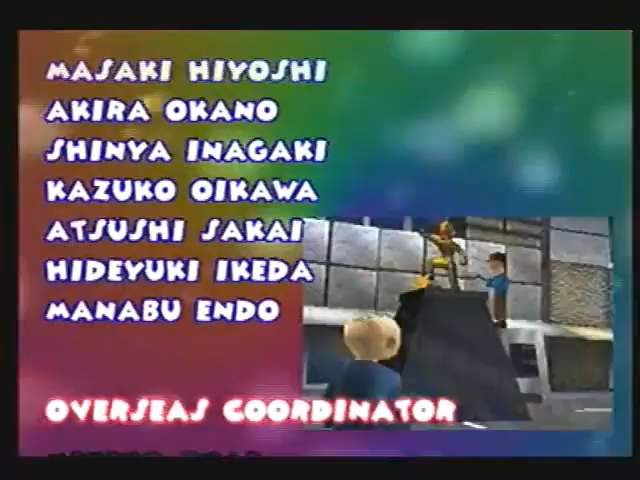 MASAKI HIYOSHI
AKIRA OKANO
SHINYA INAGAKI
KAZUKO OIKAWA
ATSUSHI SAKAI
HIDEYUKI IKEDA
MANABU ENDO
OVERSEAS COORDINATOR